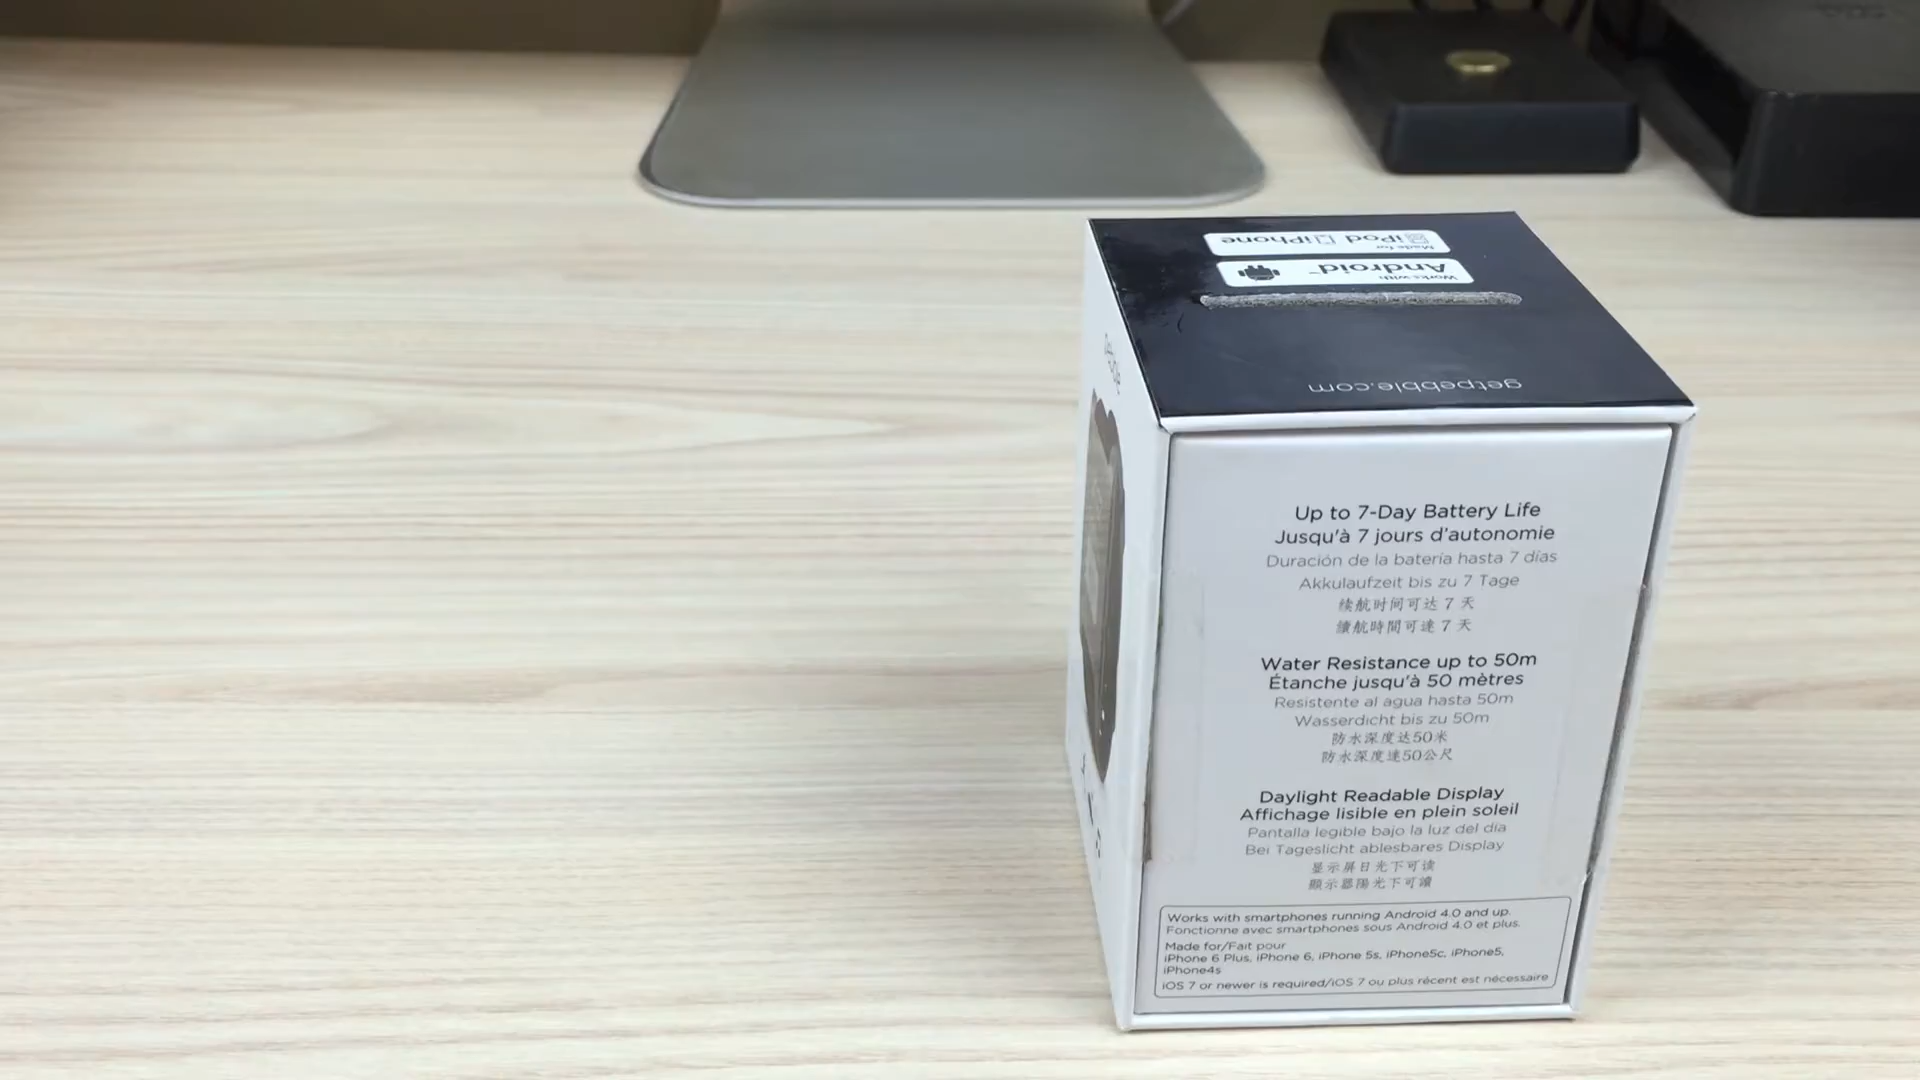 Made for
iPod iPhone
Works with
Android™
getpebble.com
Up to 7-Day Battery Life
Jusqu'à 7 jours d'autonomie
Duración de la batería hasta 7 días
Akkulaufzeit bis zu 7 Tage
续航时间可达 7 天
續航時間可達 7 天
Water Resistance up to 50m
Étanche jusqu'à 50 mètres
Resistente al agua hasta 50m
Wasserdicht bis zu 50m
防水深度达50米
防水深度達50公尺
Daylight Readable Display
Affichage lisible en plein soleil
Pantalla legible bajo la luz del día
Bei Tageslicht ablesbares Display
显示屏日光下可读
顯示器陽光下可讀
Works with smartphones running Android 4.0 and up.
Fonctionne avec smartphones sous Android 4.0 et plus.
Made for/Fait pour
iPhone 6 Plus, iPhone 6, iPhone 5s, iPhone5c, iPhone5,
iPhone4s
iOS 7 or newer is required/iOS 7 ou plus récent est nécessaire